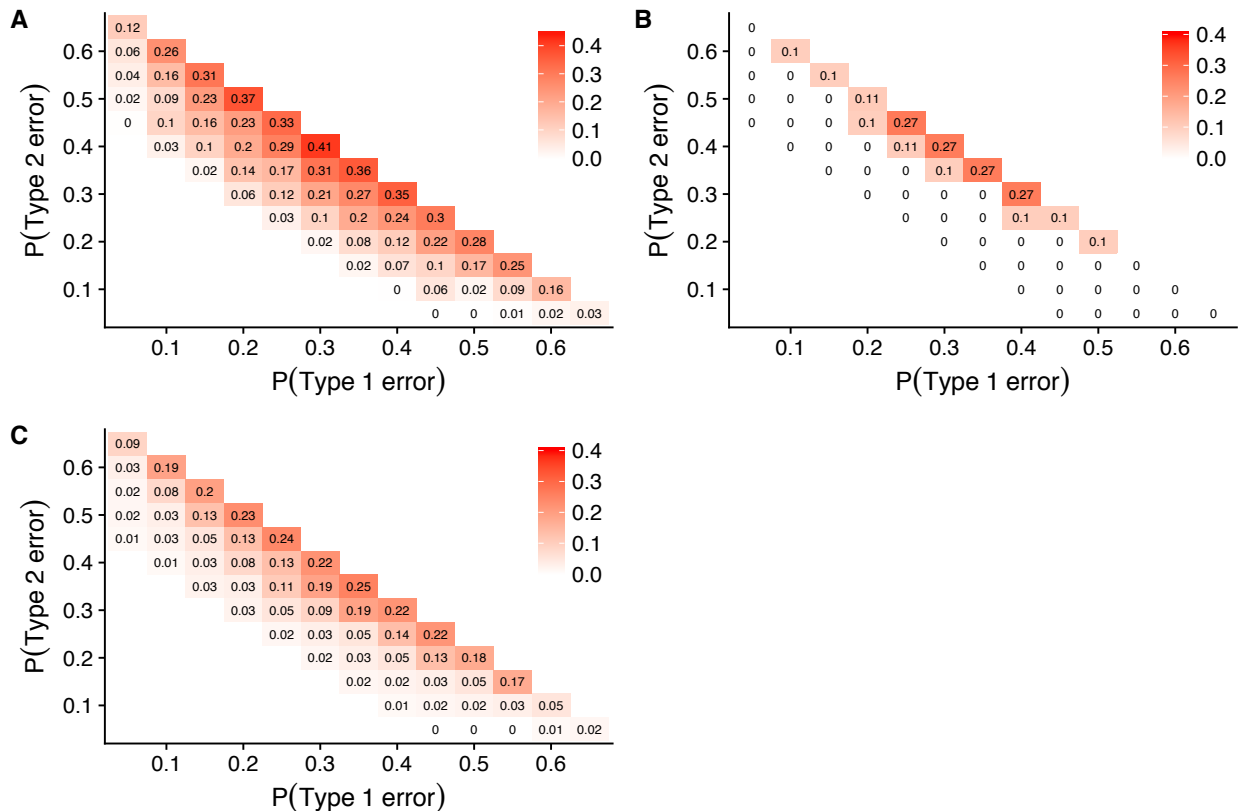 A
P(Type 2 error)
0.12
0.6 0.06 0.26
0.04 0.16 0.31
0.5 0.02 0.09 0.23 0.37
0 0.1 0.16 0.23 0.33
0.4 0.03 0.1 0.2 0.29 0.41
0.02 0.14 0.17 0.31 0.36
0.3 0.06 0.12 0.21 0.27 0.35
0.03 0.1 0.2 0.24 0.3
0.2 0.02 0.08 0.12 0.22 0.28
0.02 0.07 0.1 0.17 0.25
0.1 0 0.06 0.02 0.09 0.16
0 0 0.01 0.02 0.03
0.1 0.2 0.3 0.4 0.5 0.6
P(Type 1 error)
0.4
0.3
0.2
0.1
0.0
B
P(Type 2 error)
0
0.6 0 0.1
0 0 0.1
0.5 0 0 0 0.11
0 0 0 0.1 0.27
0.4 0 0 0 0.11 0.27
0 0 0 0.1 0.27
0.3 0 0 0 0 0.27
0 0 0 0.1 0.1
0.2 0 0 0 0 0.1
0 0 0 0 0
0.1 0 0 0 0 0
0 0 0 0 0
0.1 0.2 0.3 0.4 0.5 0.6
P(Type 1 error)
0.4
0.3
0.2
0.1
0.0
C
P(Type 2 error)
0.09
0.6 0.03 0.19
0.02 0.08 0.2
0.5 0.02 0.03 0.13 0.23
0.01 0.03 0.05 0.13 0.24
0.4 0.01 0.03 0.08 0.13 0.22
0.03 0.03 0.11 0.19 0.25
0.3 0.03 0.05 0.09 0.19 0.22
0.02 0.03 0.05 0.14 0.22
0.2 0.02 0.03 0.05 0.13 0.18
0.02 0.02 0.03 0.05 0.17
0.1 0.01 0.02 0.02 0.03 0.05
0 0 0 0.01 0.02
0.1 0.2 0.3 0.4 0.5 0.6
P(Type 1 error)
0.4
0.3
0.2
0.1
0.0